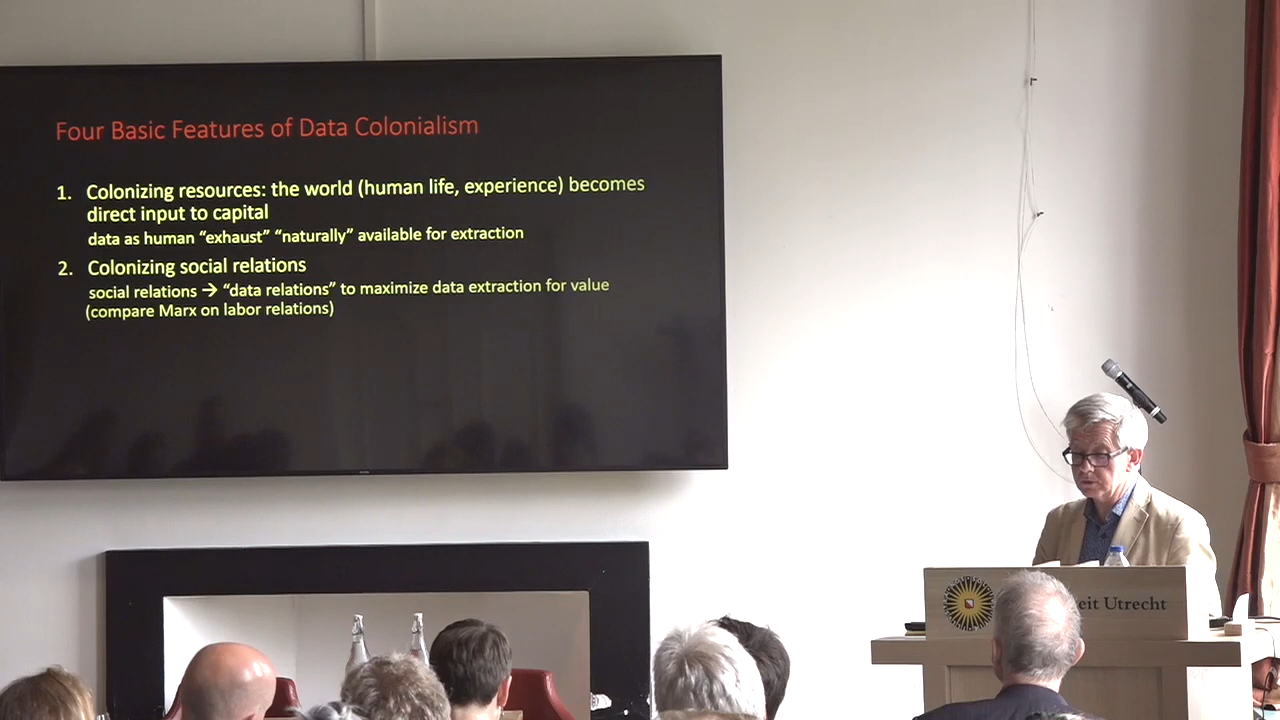 Four Basic Features of Data Colonialism
1. Colonizing resources: the world (human life, experience) becomes
direct input to capital
data as human “exhaust” “naturally” available for extraction
2. Colonizing social relations
social relations → “data relations” to maximize data extraction for value
(compare Marx on labor relations)
eit Utrecht